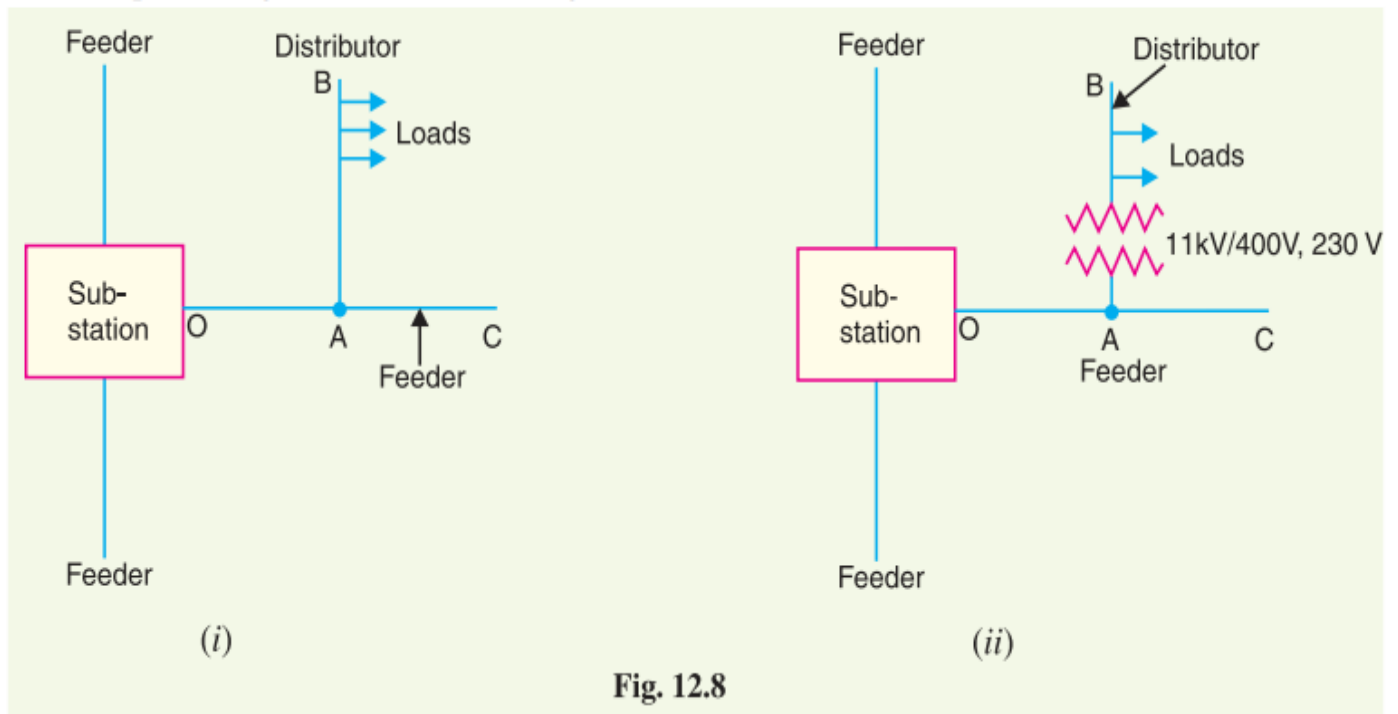 Feeder
Distributor
B
Loads
Sub-
station
O
A
C
Feeder
Feeder
(i)
Feeder
Distributor
B
Loads
11kV/400V, 230 V
Sub-
station
O
A
C
Feeder
Feeder
(ii)
Fig. 12.8